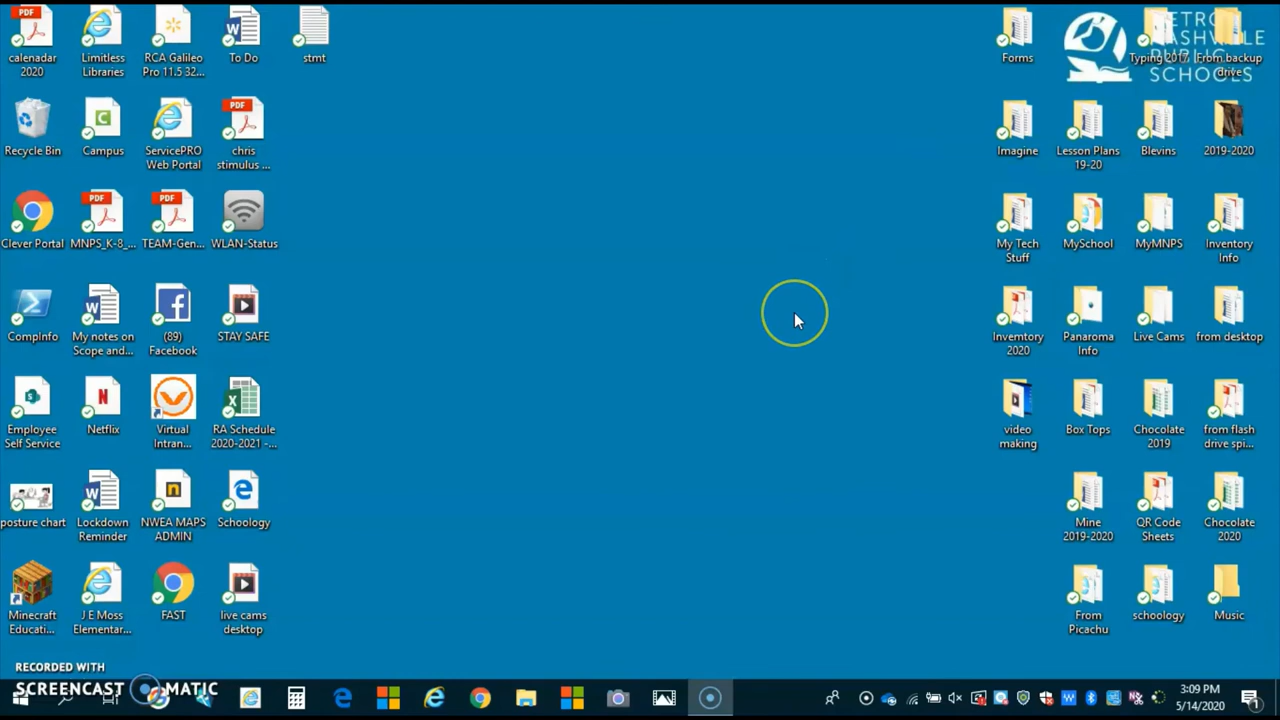 calenadar
2020
Limitless
Libraries
RCA Galileo
Pro 11.5 32...
To Do
stmt
Forms
Typing 2017
From backup
drive
NASHVILLE
PUBLIC
SCHOOLS
Recycle Bin
Campus
ServicePRO
Web Portal
PDF
chris
stimulus ...
Imagine
Lesson Plans
19-20
Blevins
2019-2020
Clever Portal
PDF
MNPS_K-8_...
PDF
TEAM-Gen...
WLAN-Status
My Tech
Stuff
MySchool
MyMNPS
Inventory
Info
CompInfo
My notes on
Scope and...
(89)
Facebook
STAY SAFE
Invemtory
2020
Panaroma
Info
Live Cams
from desktop
Employee
Self Service
Netflix
Virtual
Intran...
RA Schedule
2020-2021 -...
video
making
Box Tops
Chocolate
2019
from flash
drive spi...
posture chart
Lockdown
Reminder
NWEA MAPS
ADMIN
Schoology
Mine
2019-2020
QR Code
Sheets
Chocolate
2020
Minecraft
Educati...
J E Moss
Elementar...
FAST
live cams
desktop
From
Picachu
schoology
Music
RECORDED WITH
SCREENCAST MATIC
3:09 PM
5/14/2020
1